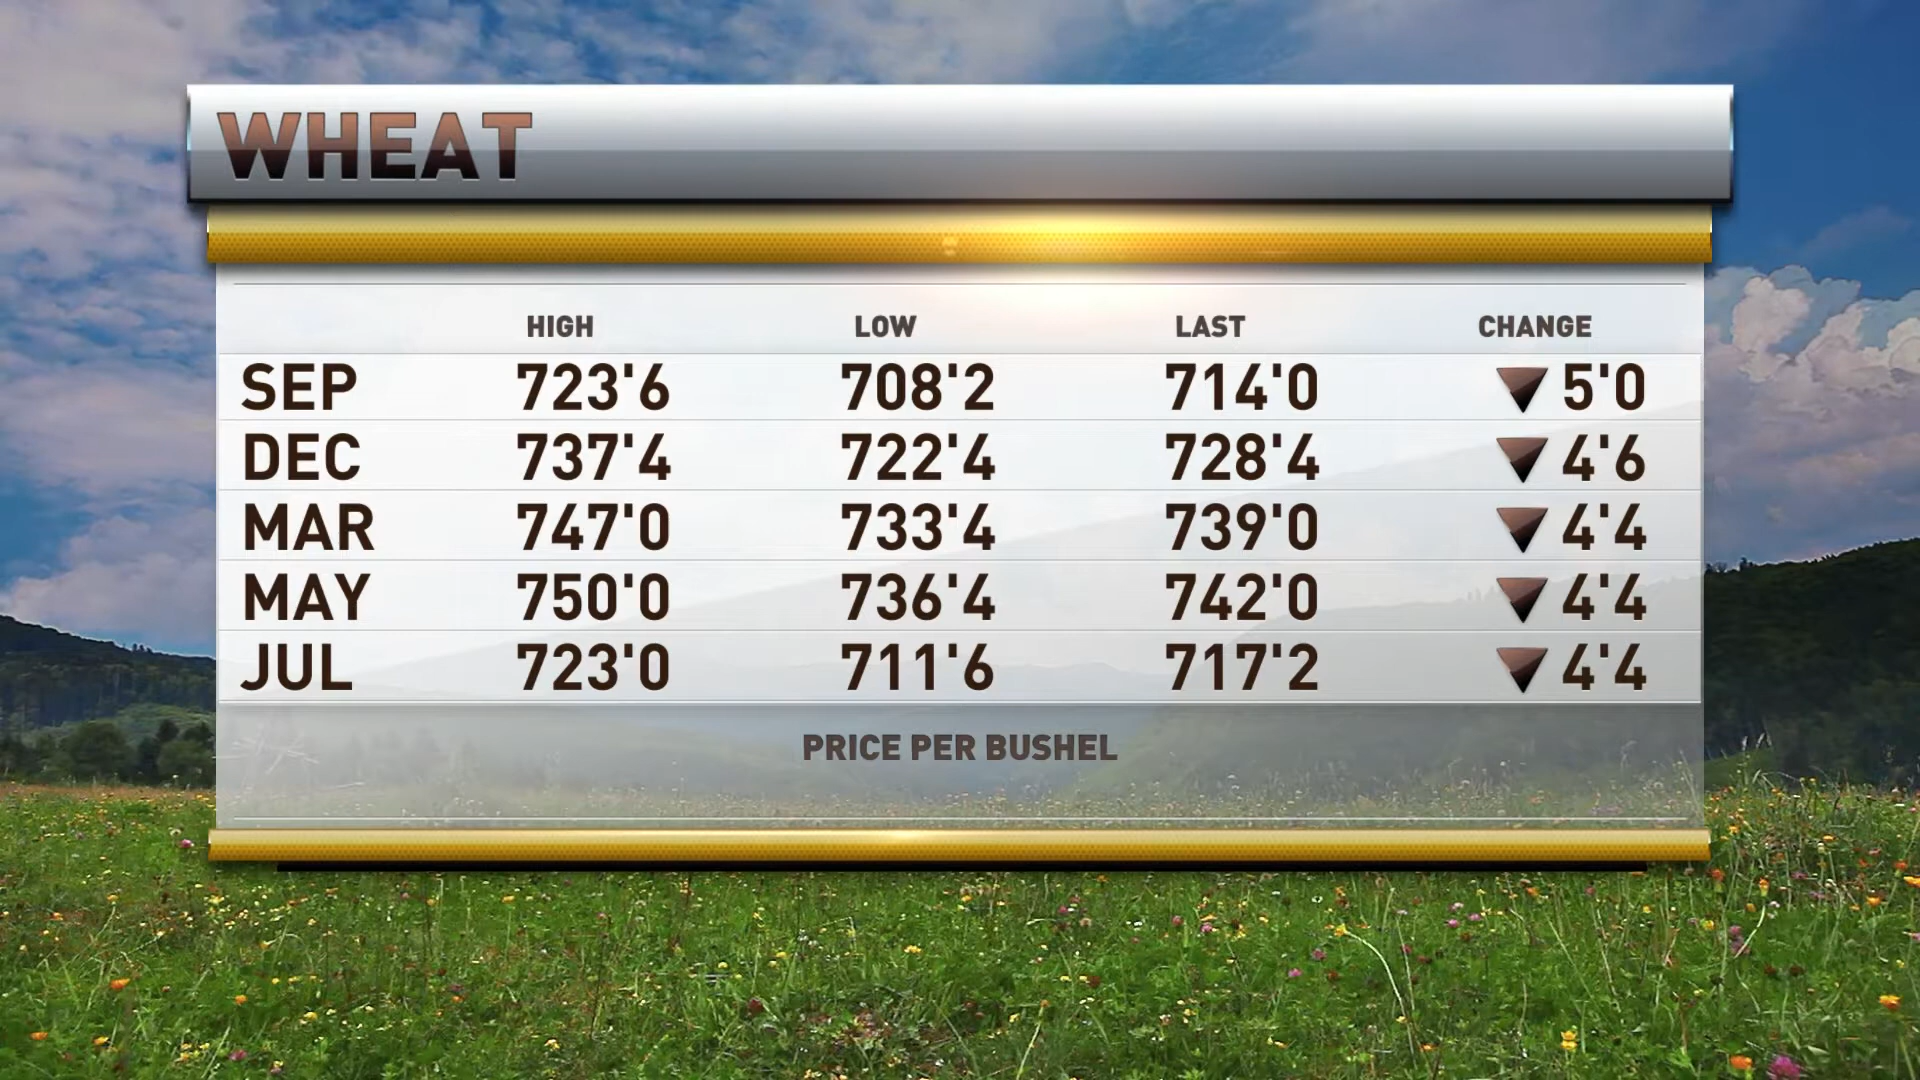 WHEAT
HIGH LOW LAST CHANGE
SEP 723'6 708'2 714'0 ▼ 5'0
DEC 737'4 722'4 728'4 ▼ 4'6
MAR 747'0 733'4 739'0 ▼ 4'4
MAY 750'0 736'4 742'0 ▼ 4'4
JUL 723'0 711'6 717'2 ▼ 4'4
PRICE PER BUSHEL